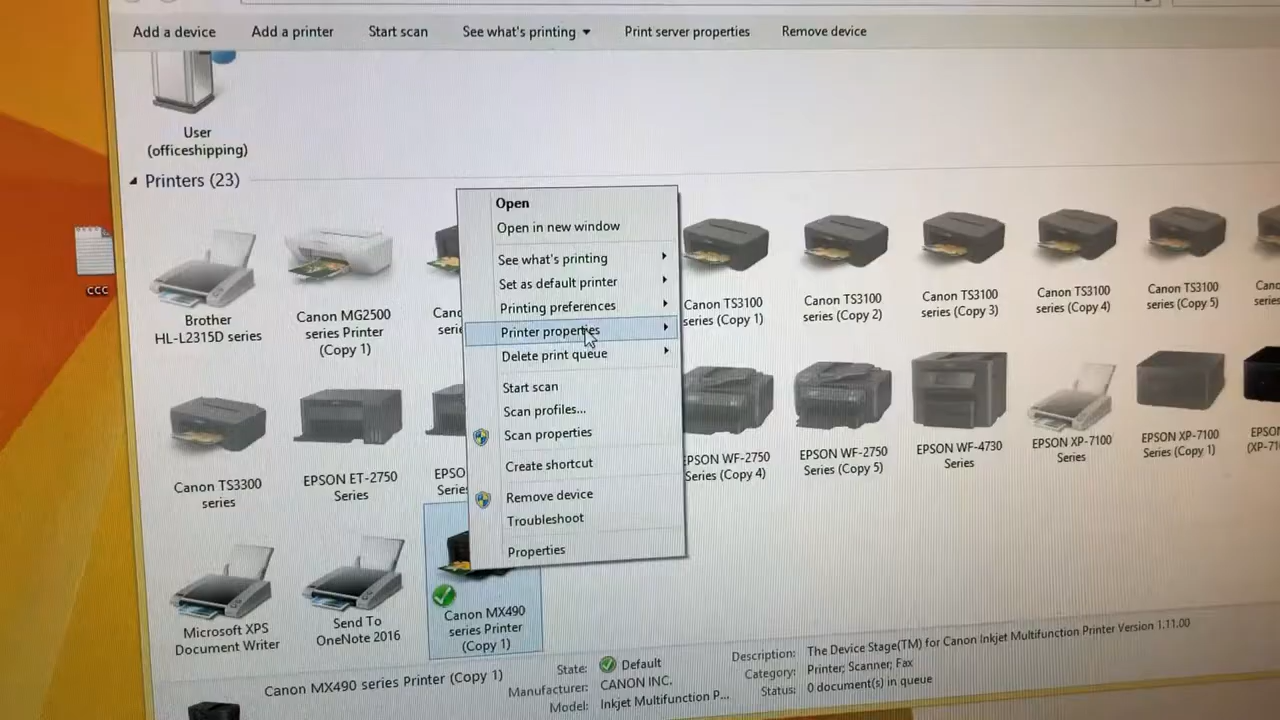 Add a device
Add a printer
Start scan
See what's printing
Print server properties
Remove device
User
(officeshipping)
Printers (23)
ccc
Open
Open in new window
See what's printing
Set as default printer
Printing preferences
Printer properties
Delete print queue
Start scan
Scan profiles...
Scan properties
Create shortcut
Remove device
Troubleshoot
Properties
Brother
HL-L2315D series
Canon MG2500
series Printer
(Copy 1)
Canon TS3100
series (Copy 1)
Canon TS3100
series (Copy 2)
Canon TS3100
series (Copy 3)
Canon TS3100
series (Copy 4)
Canon TS3100
series (Copy 5)
Canon TS3300
series
EPSON ET-2750
Series
EPSON WF-2750
Series (Copy 4)
EPSON WF-2750
Series (Copy 5)
EPSON WF-4730
Series
EPSON XP-7100
Series
EPSON XP-7100
Series (Copy 1)
Microsoft XPS
Document Writer
Send To
OneNote 2016
Canon MX490
series Printer
(Copy 1)
Canon MX490 series Printer (Copy 1)
State: Default
Manufacturer: CANON INC.
Model: Inkjet Multifunction P...
Description: The Device Stage(TM) for Canon Inkjet Multifunction Printer Version 1.11.00
Category: Printer; Scanner; Fax
Status: 0 document(s) in queue